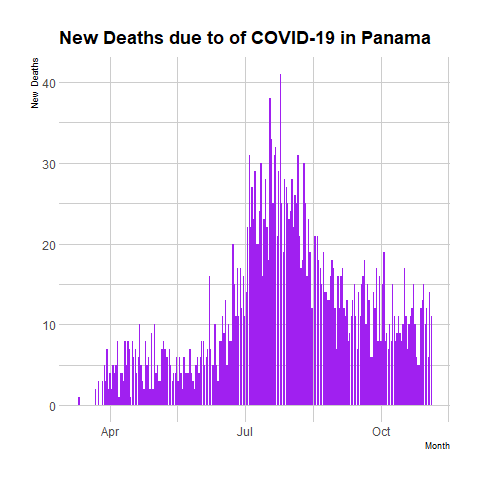 New Deaths due to of COVID-19 in Panama
New Deaths
40
30
20
10
0
Apr Jul Oct
Month